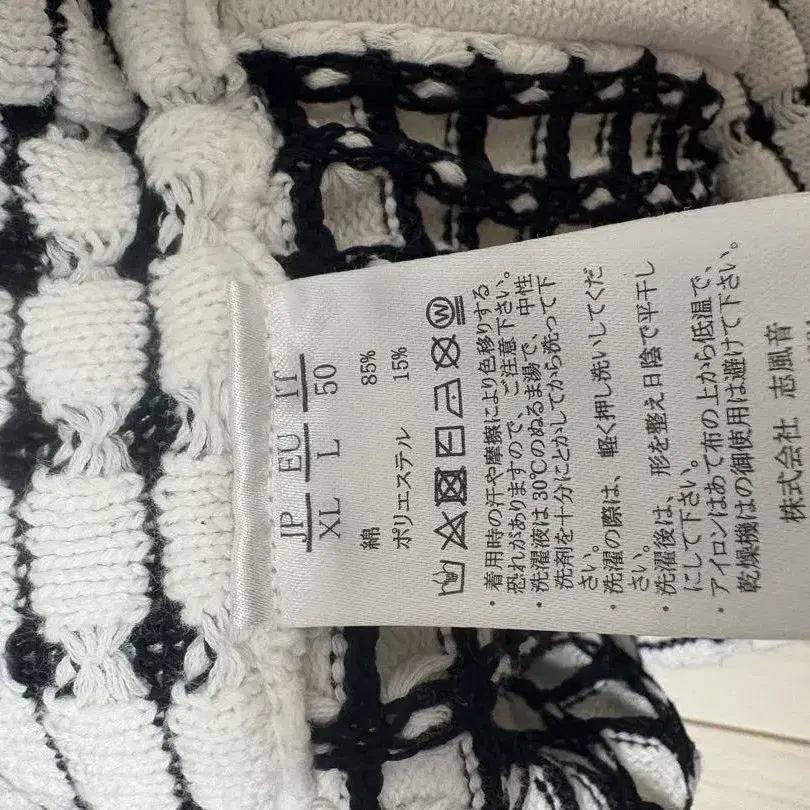 JP EU IT
XL L 50
綿 85%
ポリエステル 15%
W
・着用時の汗や摩擦により色移りする
恐れがありますので、ご注意下さい。
・洗濯液は30℃のぬるま湯で、中性
洗剤を十分にとかしてから洗って下
さい。
・洗濯の際は、軽く押し洗いしてくだ
さい。
・洗濯後は、形を整え日陰で平干し
にして下さい。
・アイロンはあて布の上から低温で、
乾燥機はの御使用は避けて下さい。
株式会社 志風音